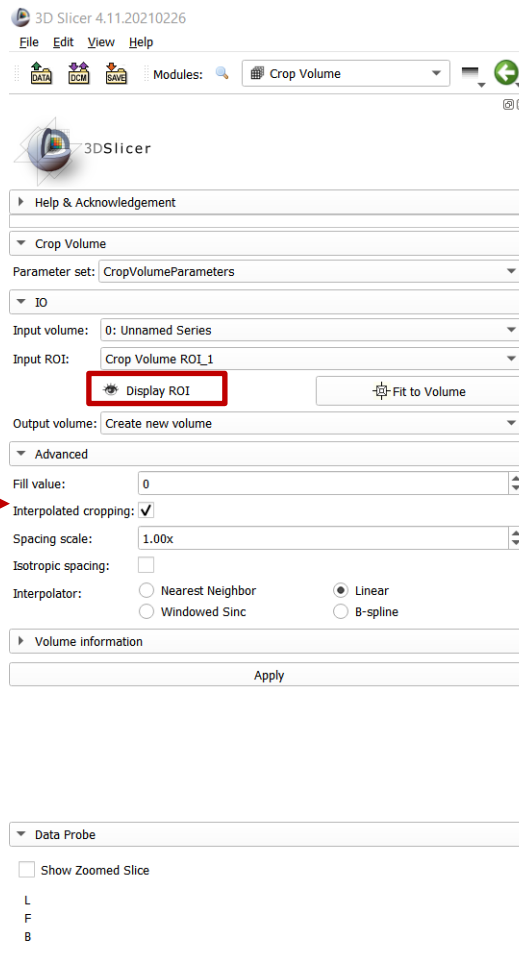 3D Slicer 4.11.20210226
File Edit View Help
DATA DCM SAVE Modules: Crop Volume
3DSlicer
Help & Acknowledgement
Crop Volume
Parameter set: CropVolumeParameters
IO
Input volume: 0: Unnamed Series
Input ROI: Crop Volume ROI_1
Display ROI Fit to Volume
Output volume: Create new volume
Advanced
Fill value: 0
Interpolated cropping:
Spacing scale: 1.00x
Isotropic spacing:
Interpolator: Nearest Neighbor Linear
Windowed Sinc B-spline
Volume information
Apply
Data Probe
Show Zoomed Slice
L
F
B